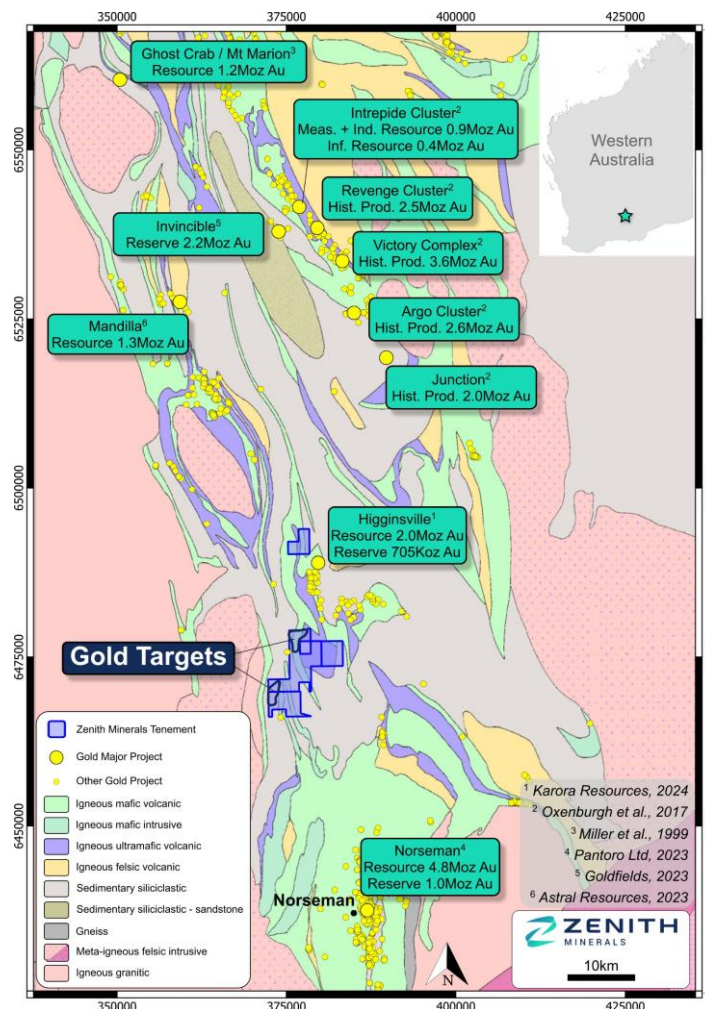 350000 375000 400000 425000
Ghost Crab / Mt Marion³
Resource 1.2Moz Au
Intrepide Cluster²
Meas. + Ind. Resource 0.9Moz Au
Inf. Resource 0.4Moz Au
Western
Australia
6550000
Revenge Cluster²
Hist. Prod. 2.5Moz Au
Invincible⁵
Reserve 2.2Moz Au
Victory Complex²
Hist. Prod. 3.6Moz Au
Argo Cluster²
Hist. Prod. 2.6Moz Au
6525000
Mandilla⁶
Resource 1.3Moz Au
Junction²
Hist. Prod. 2.0Moz Au
6500000
Higginsville¹
Resource 2.0Moz Au
Reserve 705Koz Au
Gold Targets
6475000
Zenith Minerals Tenement
Gold Major Project
Other Gold Project
Igneous mafic volcanic
Igneous mafic intrusive
Igneous ultramafic volcanic
Igneous felsic volcanic
Sedimentary siliciclastic
Sedimentary siliciclastic - sandstone
Gneiss
Meta-igneous felsic intrusive
Igneous granitic
6450000
Norseman⁴
Resource 4.8Moz Au
Reserve 1.0Moz Au
Norseman
¹ Karora Resources, 2024
² Oxenburgh et al., 2017
³ Miller et al., 1999
⁴ Pantoro Ltd, 2023
⁵ Goldfields, 2023
⁶ Astral Resources, 2023
N
ZENITH
MINERALS
10km
350000 375000 400000 425000